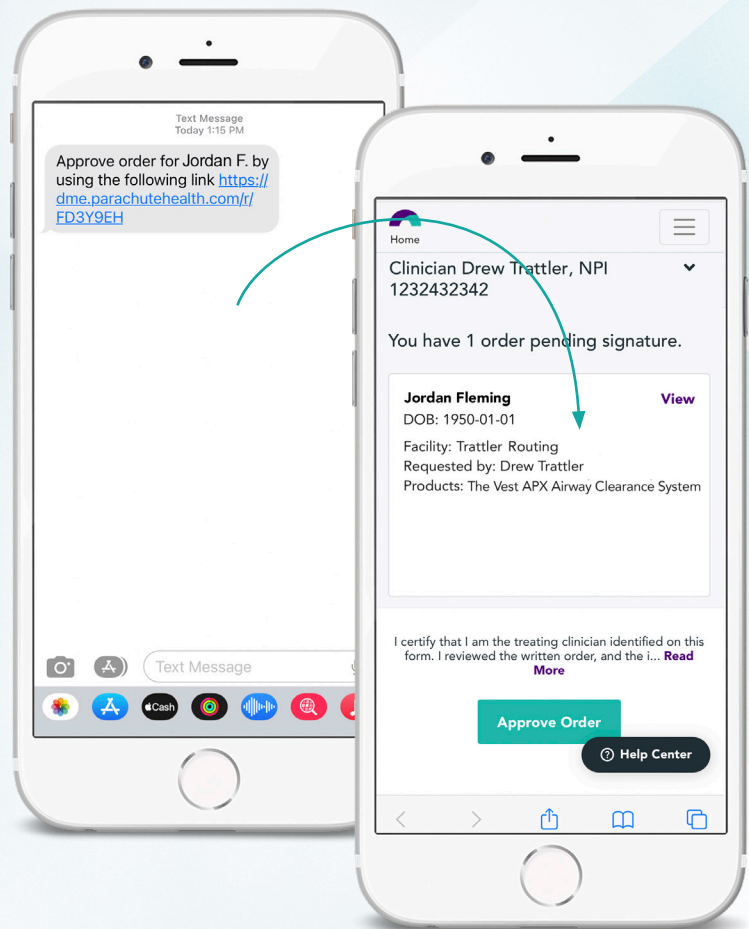 Text Message
Today 1:15 PM
Approve order for Jordan F. by
using the following link https://
dme.parachutehealth.com/r/
FD3Y9EH
Text Message
Cash
Home
Clinician Drew Trattler, NPI
1232432342
You have 1 order pending signature.
Jordan Fleming
View
DOB: 1950-01-01
Facility: Trattler Routing
Requested by: Drew Trattler
Products: The Vest APX Airway Clearance System
I certify that I am the treating clinician identified on this
form. I reviewed the written order, and the i... Read
More
Approve Order
Help Center